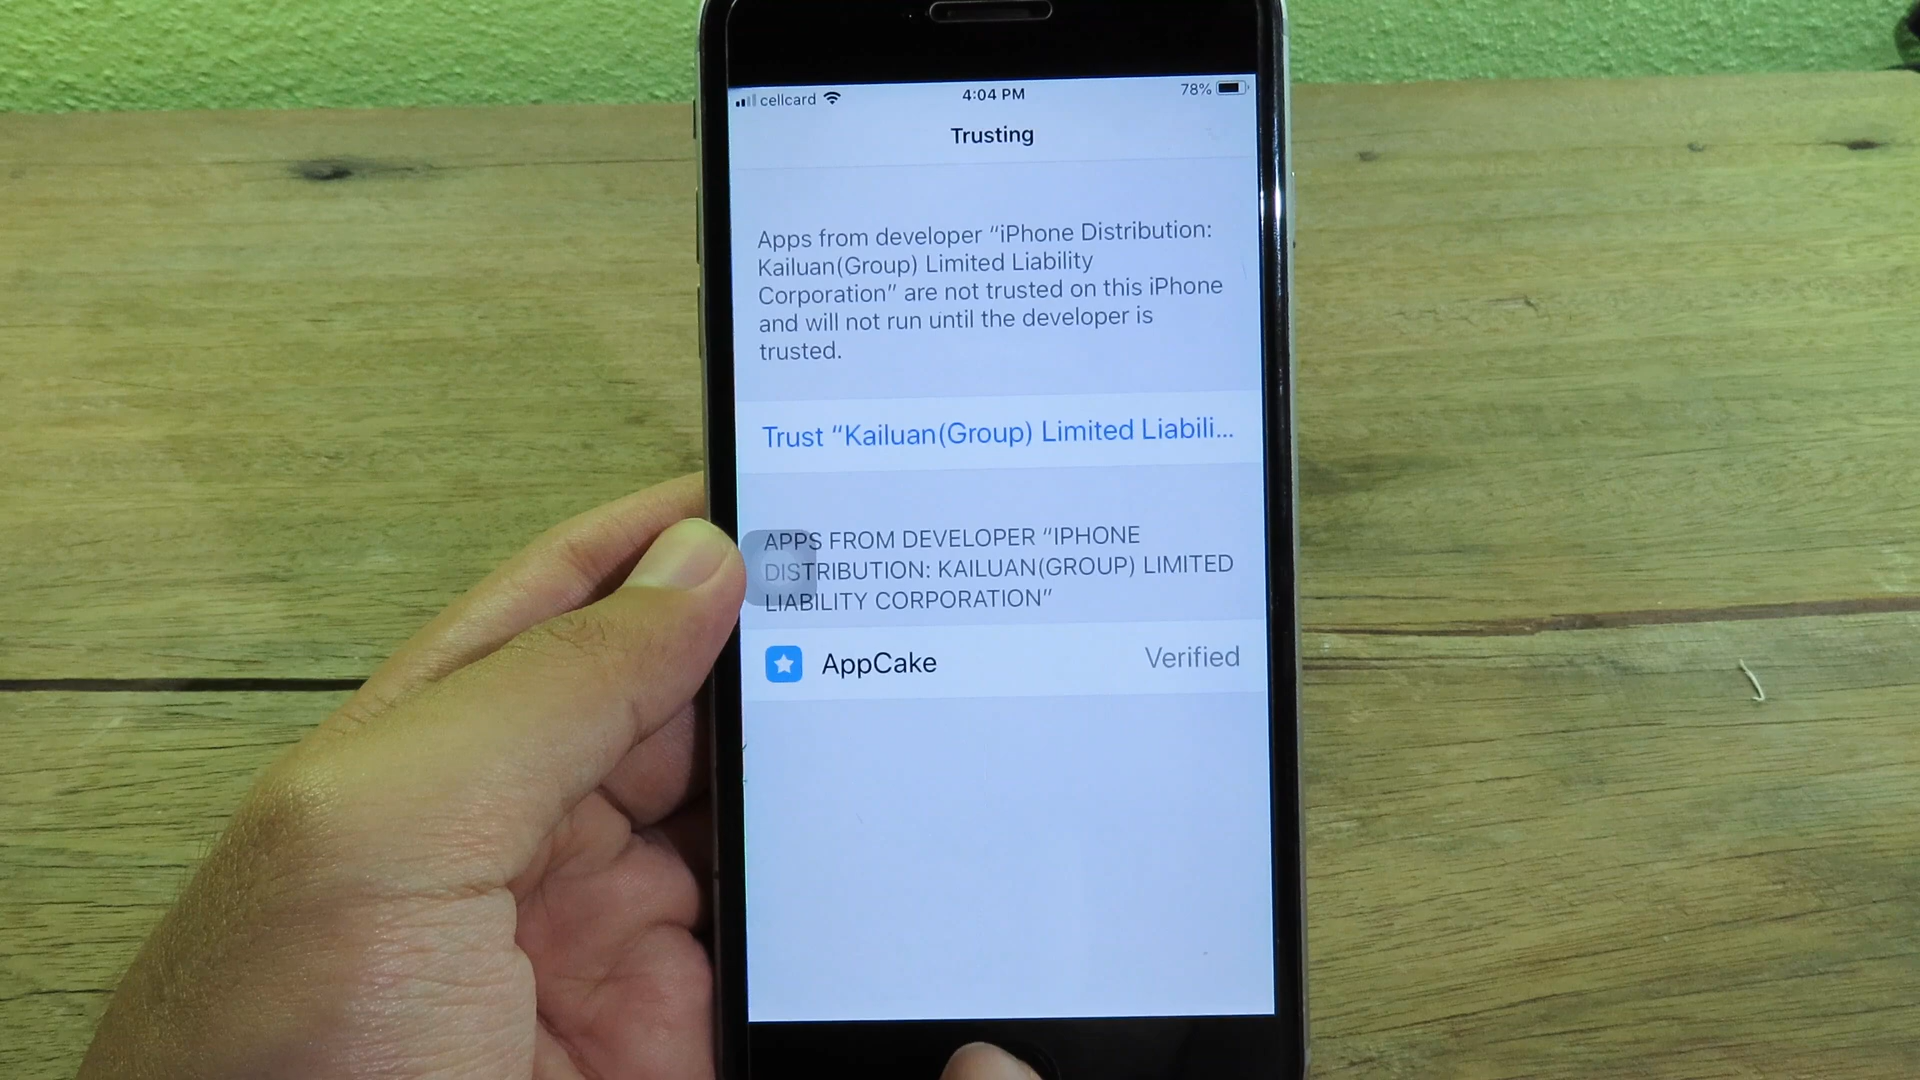 cellcard 4:04 PM 78%
Trusting
Apps from developer “iPhone Distribution:
Kailuan(Group) Limited Liability
Corporation” are not trusted on this iPhone
and will not run until the developer is
trusted.
Trust “Kailuan(Group) Limited Liabili...
APPS FROM DEVELOPER “IPHONE
DISTRIBUTION: KAILUAN(GROUP) LIMITED
LIABILITY CORPORATION”
AppCake Verified